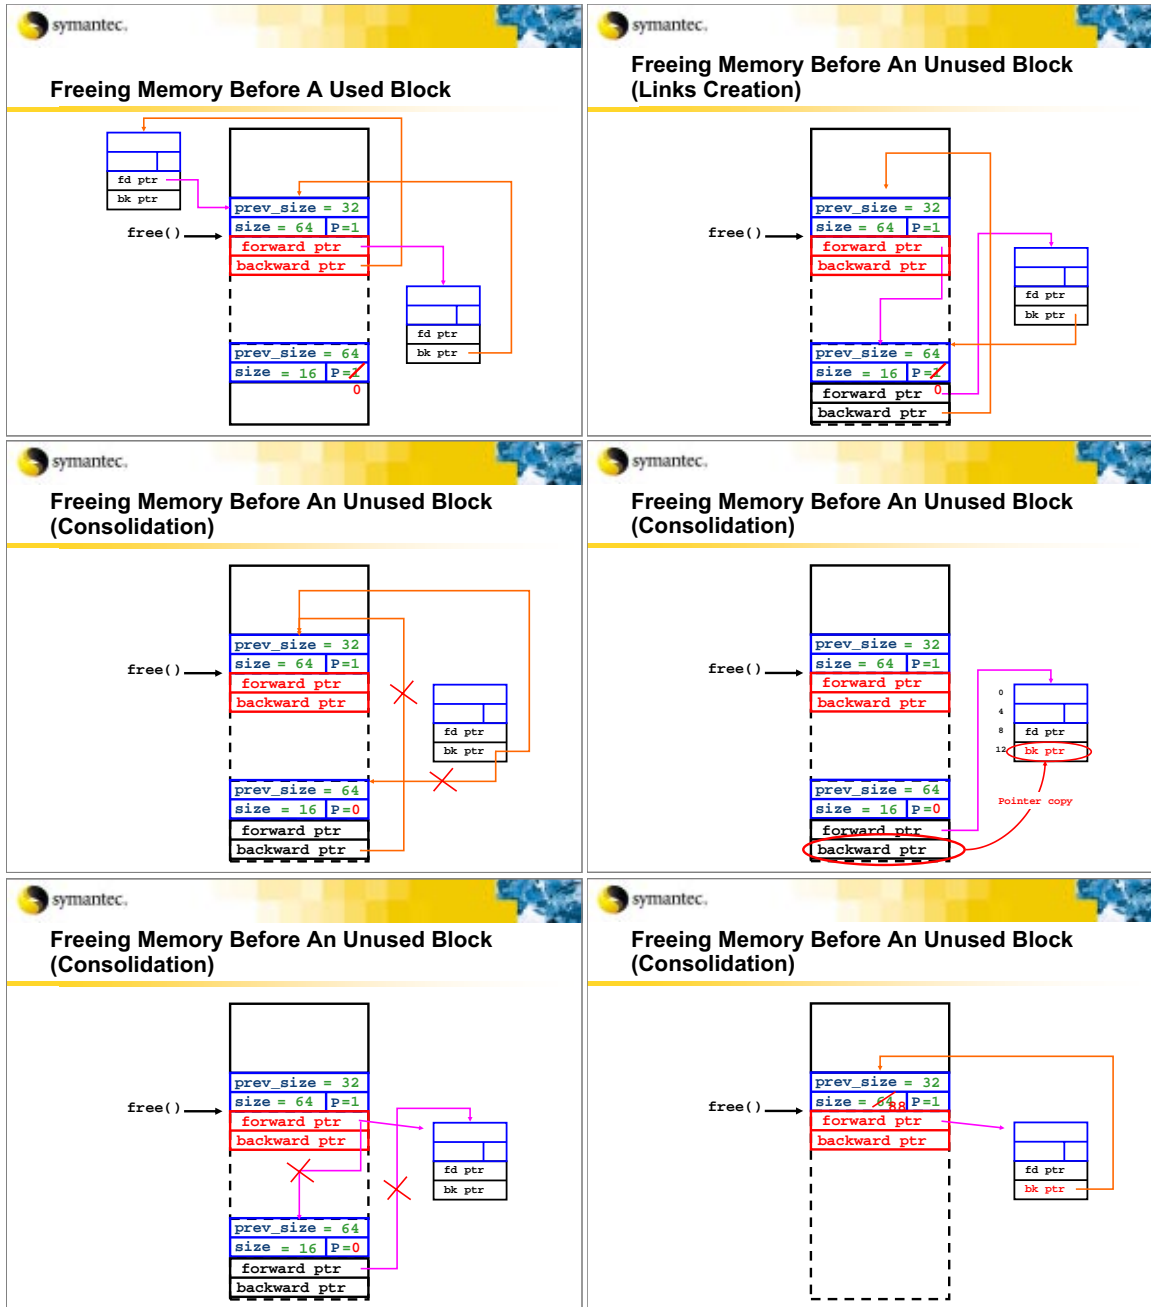 symantec.
Freeing Memory Before A Used Block
fd ptr
bk ptr
prev_size = 32
free()
size = 64 P=1
forward ptr
backward ptr
fd ptr
bk ptr
prev_size = 64
size = 16 P=1
0
symantec.
Freeing Memory Before An Unused Block
(Links Creation)
prev_size = 32
free()
size = 64 P=1
forward ptr
backward ptr
fd ptr
bk ptr
prev_size = 64
size = 16 P=1
forward ptr 0
backward ptr
symantec.
Freeing Memory Before An Unused Block
(Consolidation)
prev_size = 32
free()
size = 64 P=1
forward ptr
backward ptr
fd ptr
bk ptr
prev_size = 64
size = 16 P=0
forward ptr
backward ptr
symantec.
Freeing Memory Before An Unused Block
(Consolidation)
prev_size = 32
free()
size = 64 P=1
forward ptr
backward ptr
0
4
8 fd ptr
12 bk ptr
prev_size = 64
Pointer copy
size = 16 P=0
forward ptr
backward ptr
symantec.
Freeing Memory Before An Unused Block
(Consolidation)
prev_size = 32
free()
size = 64 P=1
forward ptr
backward ptr
fd ptr
bk ptr
prev_size = 64
size = 16 P=0
forward ptr
backward ptr
symantec.
Freeing Memory Before An Unused Block
(Consolidation)
prev_size = 32
free()
size = 64 P=1
88
forward ptr
backward ptr
fd ptr
bk ptr